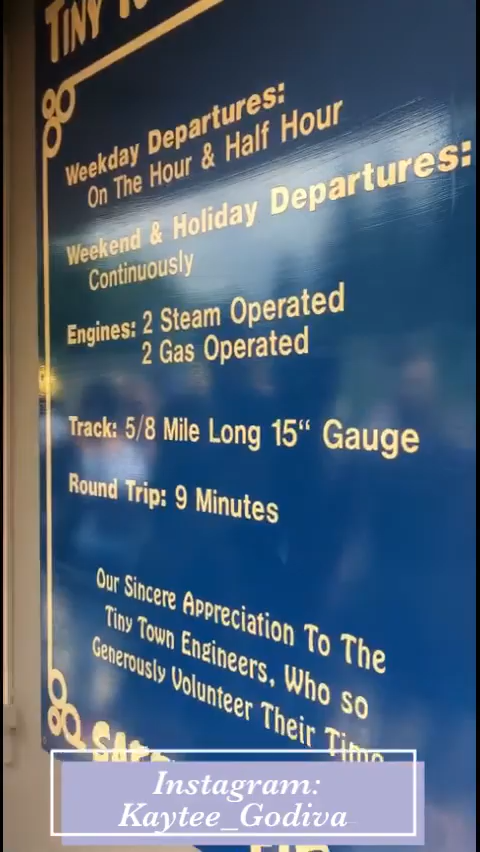 Tiny
Weekday Departures:
On The Hour & Half Hour
Weekend & Holiday Departures:
Continuously
Engines: 2 Steam Operated
2 Gas Operated
Track: 5/8 Mile Long 15“ Gauge
Round Trip: 9 Minutes
Our Sincere Appreciation To The
Tiny Town Engineers, Who so
Generously Volunteer Their Time
Instagram:
Kaytee_Godiva